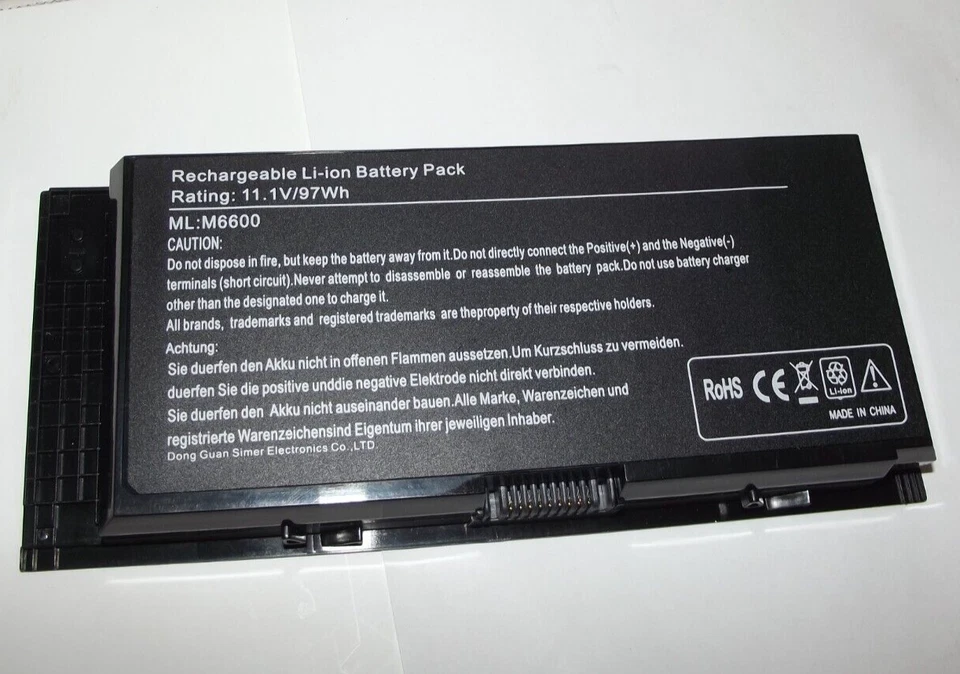 Rechargeable Li-ion Battery Pack
Rating: 11.1V/97Wh
ML:M6600
CAUTION:
Do not dispose in fire, but keep the battery away from it.Do not directly connect the Positive(+) and the Negative(-)
terminals (short circuit).Never attempt to disassemble or reassemble the battery pack.Do not use battery charger
other than the designated one to charge it.
All brands, trademarks and registered trademarks are theproperty of their respective holders.
Achtung:
Sie duerfen den Akku nicht in offenen Flammen aussetzen.Um Kurzschluss zu vermeiden.
duerfen Sie die positive unddie negative Elektrode nicht direkt verbinden.
Sie duerfen den Akku nicht auseinander bauen.Alle Marke, Warenzeichen und
registrierte Warenzeichensind Eigentum ihrer jeweiligen Inhaber.
Dong Guan Simer Electronics Co.,LTD.
RoHS CE
Li-ion
MADE IN CHINA